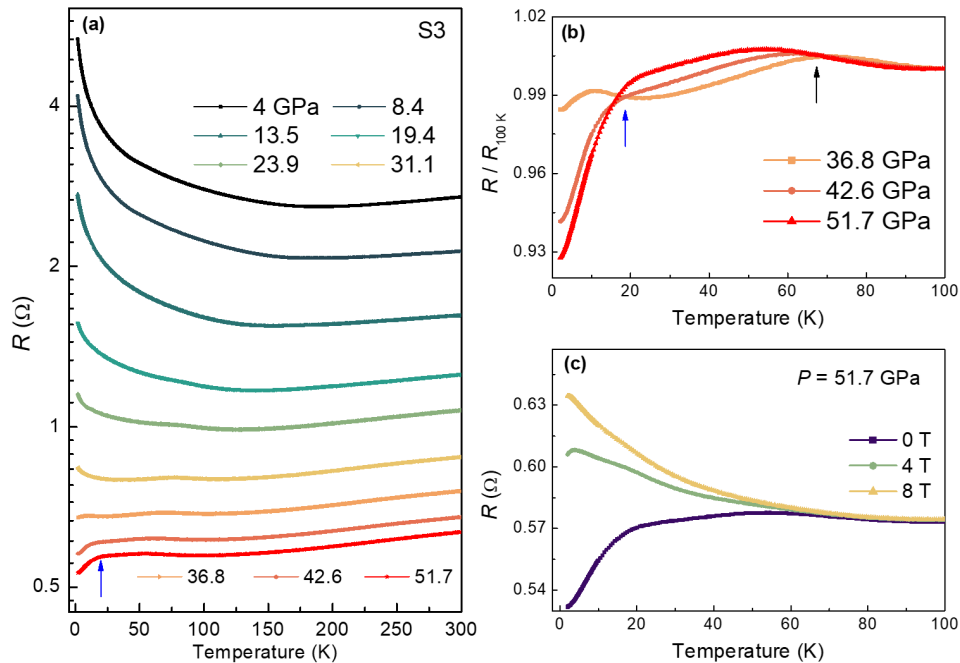 (a)
S3
4 GPa
8.4
13.5
19.4
23.9
31.1
36.8
42.6
51.7
4
2
1
0.5
R (Ω)
0
50
100
150
200
250
300
Temperature (K)
(b)
1.02
0.99
0.96
0.93
R / R100 K
36.8 GPa
42.6 GPa
51.7 GPa
0
20
40
60
80
100
Temperature (K)
(c)
P = 51.7 GPa
0.63
0.60
0.57
0.54
R (Ω)
0 T
4 T
8 T
0
20
40
60
80
100
Temperature (K)